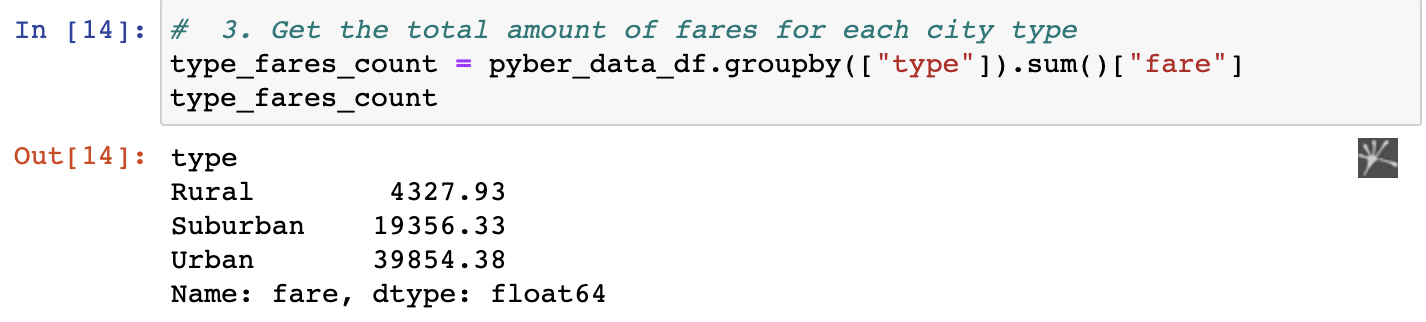 In [14]: #  3. Get the total amount of fares for each city type
type_fares_count = pyber_data_df.groupby(["type"]).sum()["fare"]
type_fares_count
Out[14]: type
Rural        4327.93
Suburban    19356.33
Urban       39854.38
Name: fare, dtype: float64